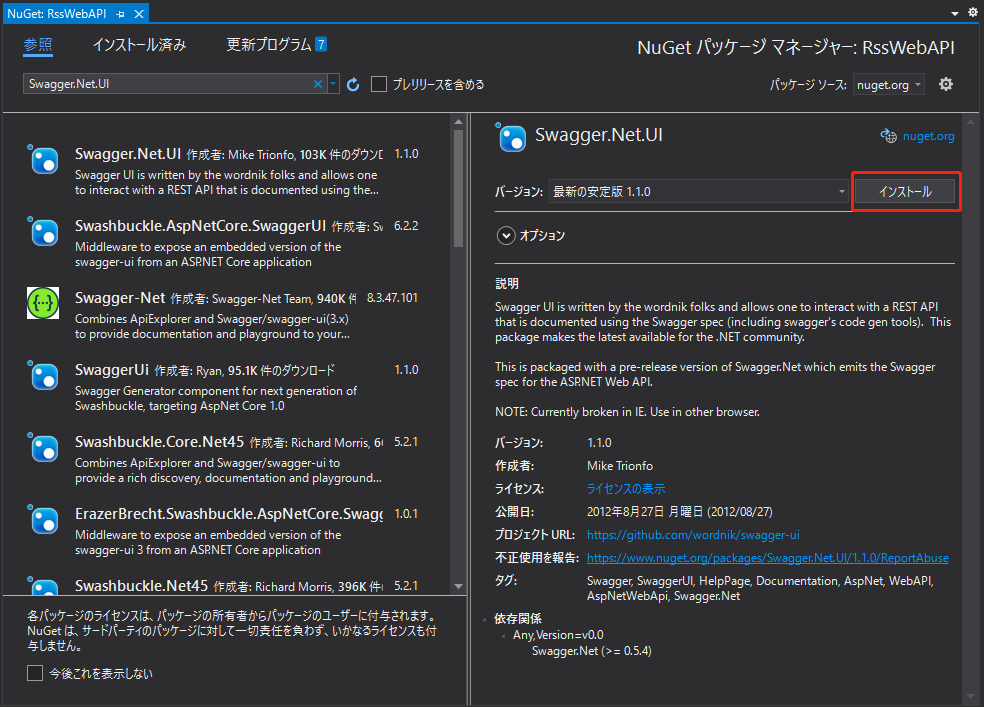 NuGet: RssWebAPI
参照 インストール済み 更新プログラム 7
NuGet パッケージ マネージャー: RssWebAPI
Swagger.Net.UI
プレリリースを含める
パッケージ ソース: nuget.org
Swagger.Net.UI 作成者: Mike Trionfo, 103K 件のダウン 1.1.0
Swagger UI is written by the wordnik folks and allows one
to interact with a REST API that is documented using the...
Swashbuckle.AspNetCore.SwaggerUI 作成者: 6.2.2
Middleware to expose an embedded version of the
swagger-ui from an ASP.NET Core application
Swagger-Net 作成者: Swagger-Net Team, 940K 件 8.3.47.101
Combines ApiExplorer and Swagger/swagger-ui(3.x)
to provide documentation and playground to your...
SwaggerUi 作成者: Ryan, 95.1K 件のダウンロード 1.1.0
Swagger Generator component for next generation of
Swashbuckle, targeting AspNet Core 1.0
Swashbuckle.Core.Net45 作成者: Richard Morris, 5.2.1
Combines ApiExplorer and Swagger/swagger-ui to
provide a rich discovery, documentation and playground...
ErazerBrecht.Swashbuckle.AspNetCore.Swagg 1.0.1
Middleware to expose an embedded version of the
swagger-ui 3 from an ASP.NET Core application
Swashbuckle.Net45 作成者: Richard Morris, 396K 件 5.2.1
各パッケージのライセンスは、パッケージの所有者からパッケージのユーザーに付与されます。
NuGet は、サードパーティのパッケージに対して一切責任を負わず、いかなるライセンスも付
与しません。
今後これを表示しない
Swagger.Net.UI
nuget.org
バージョン: 最新の安定版 1.1.0 インストール
オプション
説明
Swagger UI is written by the wordnik folks and allows one to interact with a REST API
that is documented using the Swagger spec (including swagger's code gen tools). This
package makes the latest available for the .NET community.
This is packaged with a pre-release version of Swagger.Net which emits the Swagger
spec for the ASP.NET Web API.
NOTE: Currently broken in IE. Use in other browser.
バージョン: 1.1.0
作成者: Mike Trionfo
ライセンス: ライセンスの表示
公開日: 2012年8月27日 月曜日 (2012/08/27)
プロジェクト URL: https://github.com/wordnik/swagger-ui
不正使用を報告: https://www.nuget.org/packages/Swagger.Net.UI/1.1.0/ReportAbuse
タグ: Swagger, SwaggerUI, HelpPage, Documentation, AspNet, WebAPI,
AspNetWebApi, Swagger.Net
依存関係
Any,Version=v0.0
Swagger.Net (>= 0.5.4)